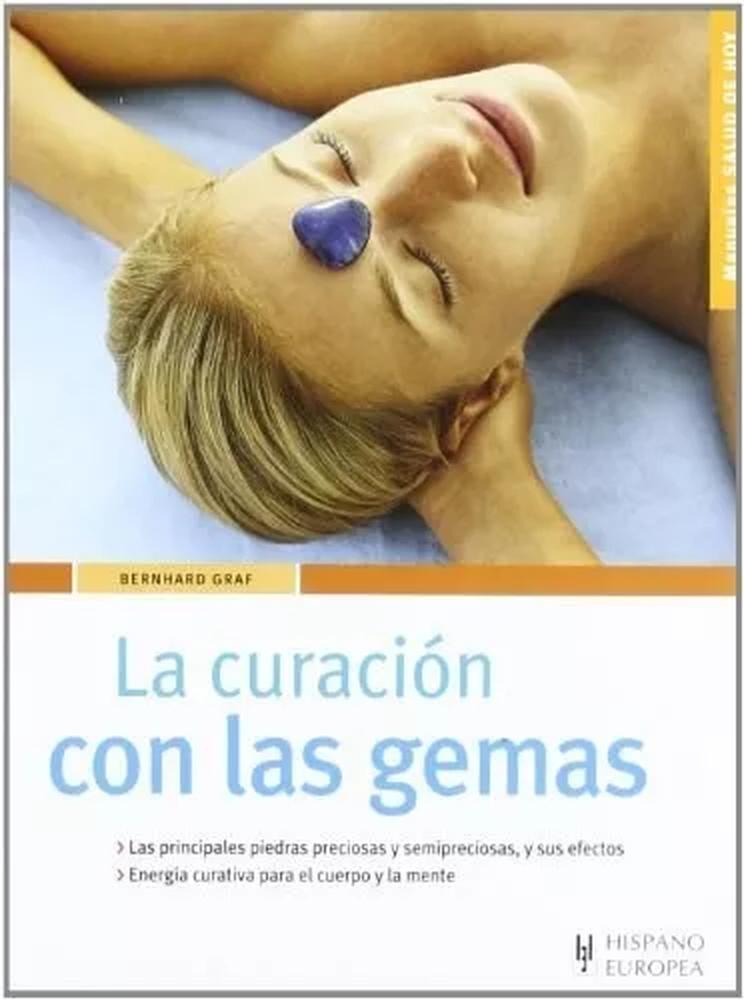 Manuales SALUD DE HOY
BERNHARD GRAF
La curación
con las gemas
› Las principales piedras preciosas y semipreciosas, y sus efectos
› Energía curativa para el cuerpo y la mente
HISPANO
EUROPEA